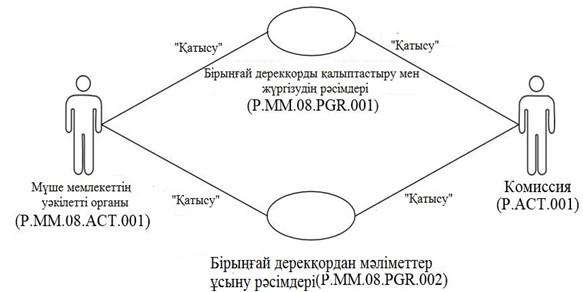 "Қатысу"
"Қатысу"
Бірыңғай дерекқорды қалыптастыру мен
жүргізудің рәсімдері
(P.MM.08.PGR.001)
Мүше мемлекеттің
уәкілетті органы
(P.MM.08.ACT.001)
Комиссия
(P.ACT.001)
"Қатысу"
"Қатысу"
Бірыңғай дерекқордан мәліметтер
ұсыну рәсімдері(P.MM.08.PGR.002)